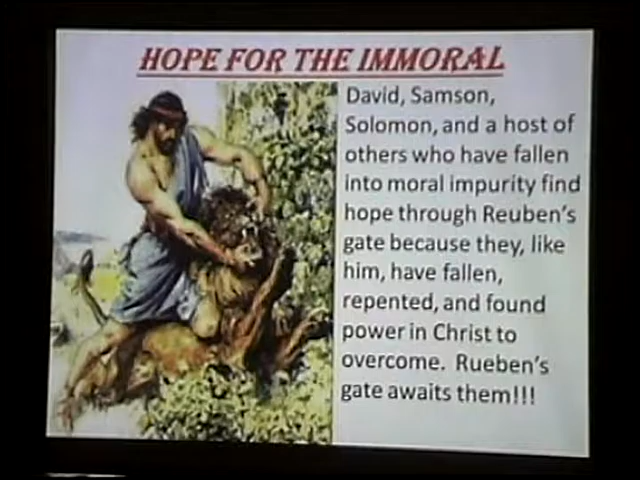 HOPE FOR THE IMMORAL
David, Samson,
Solomon, and a host of
others who have fallen
into moral impurity find
hope through Reuben's
gate because they, like
him, have fallen,
repented, and found
power in Christ to
overcome. Rueben's
gate awaits them!!!